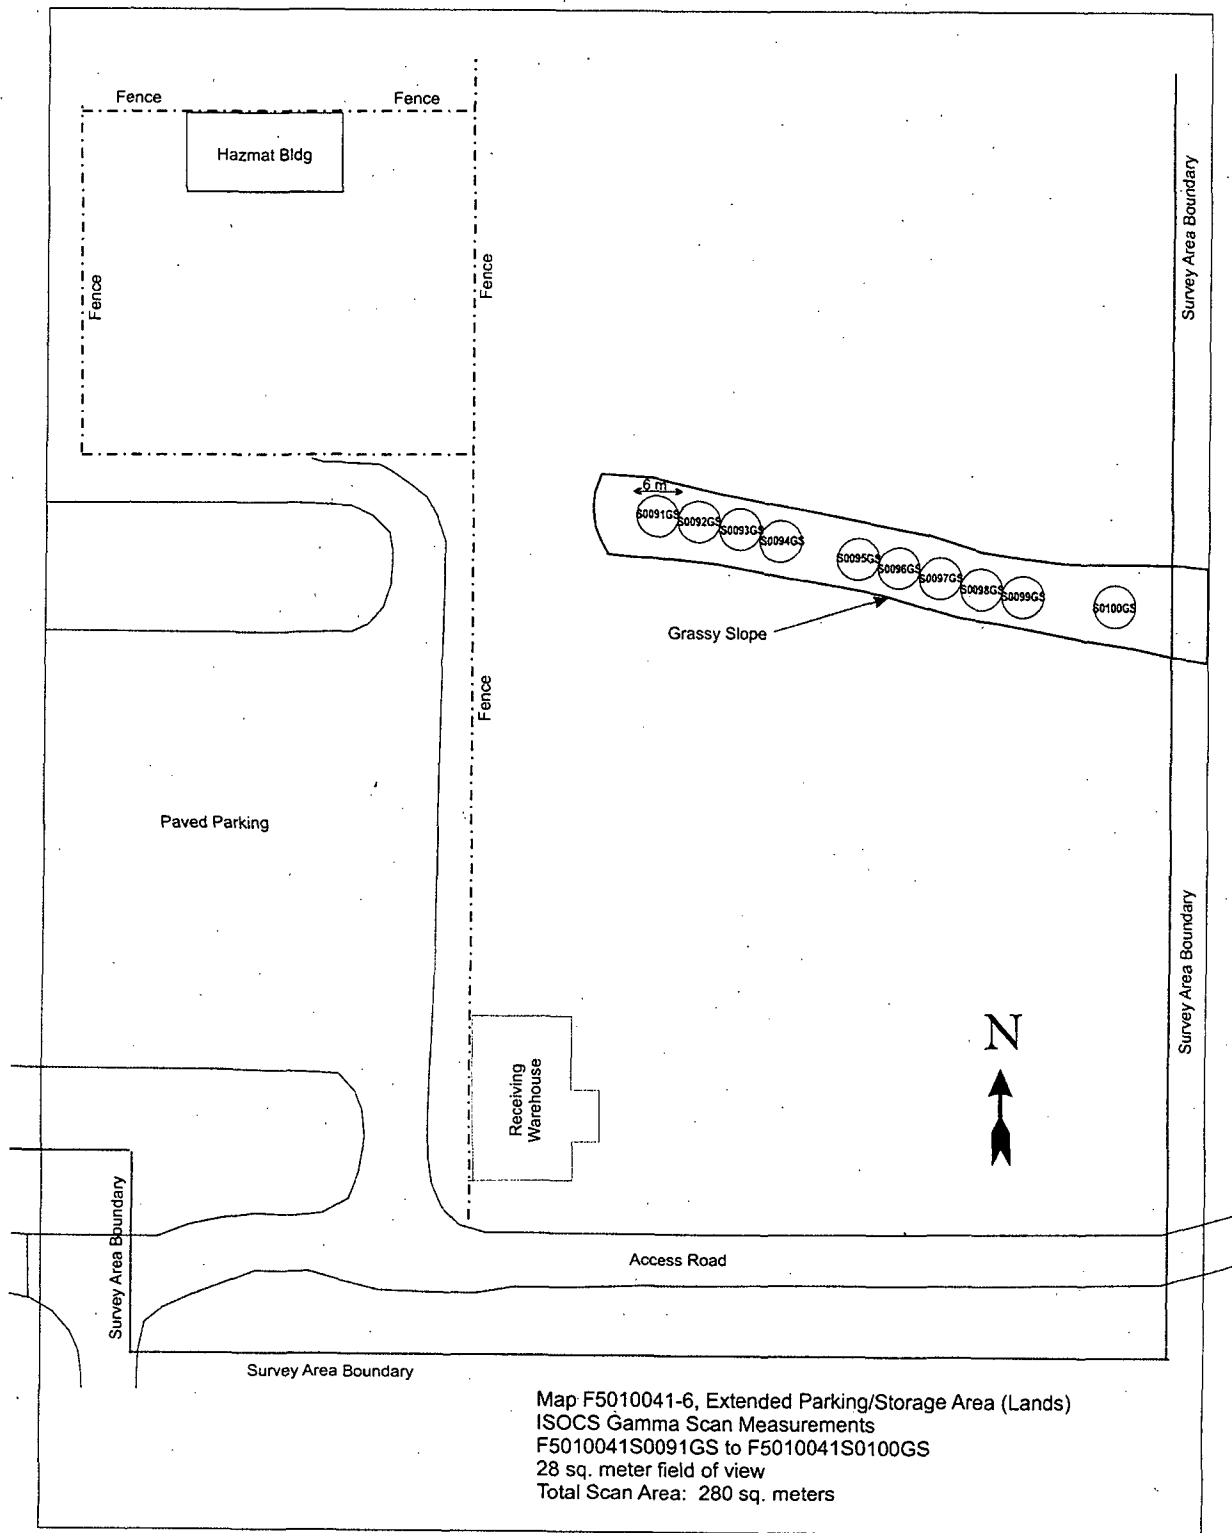 Fence
Fence
Hazmat Bldg
Survey Area Boundary
Fence
Fence
6 m
S0091GS
S0092GS
S0093GS
S0094GS
S0095GS
S0096GS
S0097GS
S0098GS
S0099GS
S0100GS
Grassy Slope
Fence
Paved Parking
Survey Area Boundary
N
Receiving
Warehouse
Survey Area Boundary
Access Road
Survey Area Boundary
Map F5010041-6, Extended Parking/Storage Area (Lands)
ISOCS Gamma Scan Measurements
F5010041S0091GS to F5010041S0100GS
28 sq. meter field of view
Total Scan Area: 280 sq. meters